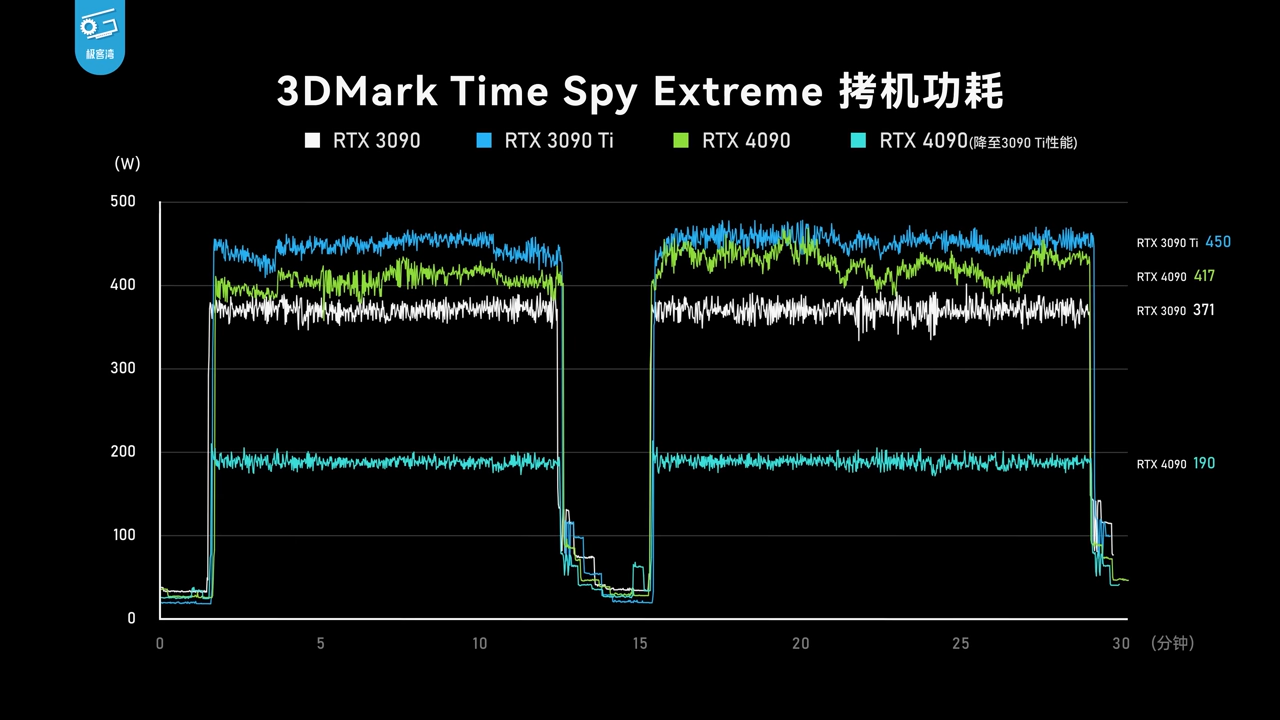 极客湾
3DMark Time Spy Extreme 拷机功耗
RTX 3090 RTX 3090 Ti RTX 4090 RTX 4090(降至3090 Ti性能)
(W)
500
RTX 3090 Ti 450
RTX 4090 417
400
RTX 3090 371
300
200
RTX 4090 190
100
0
0 5 10 15 20 25 30 (分钟)